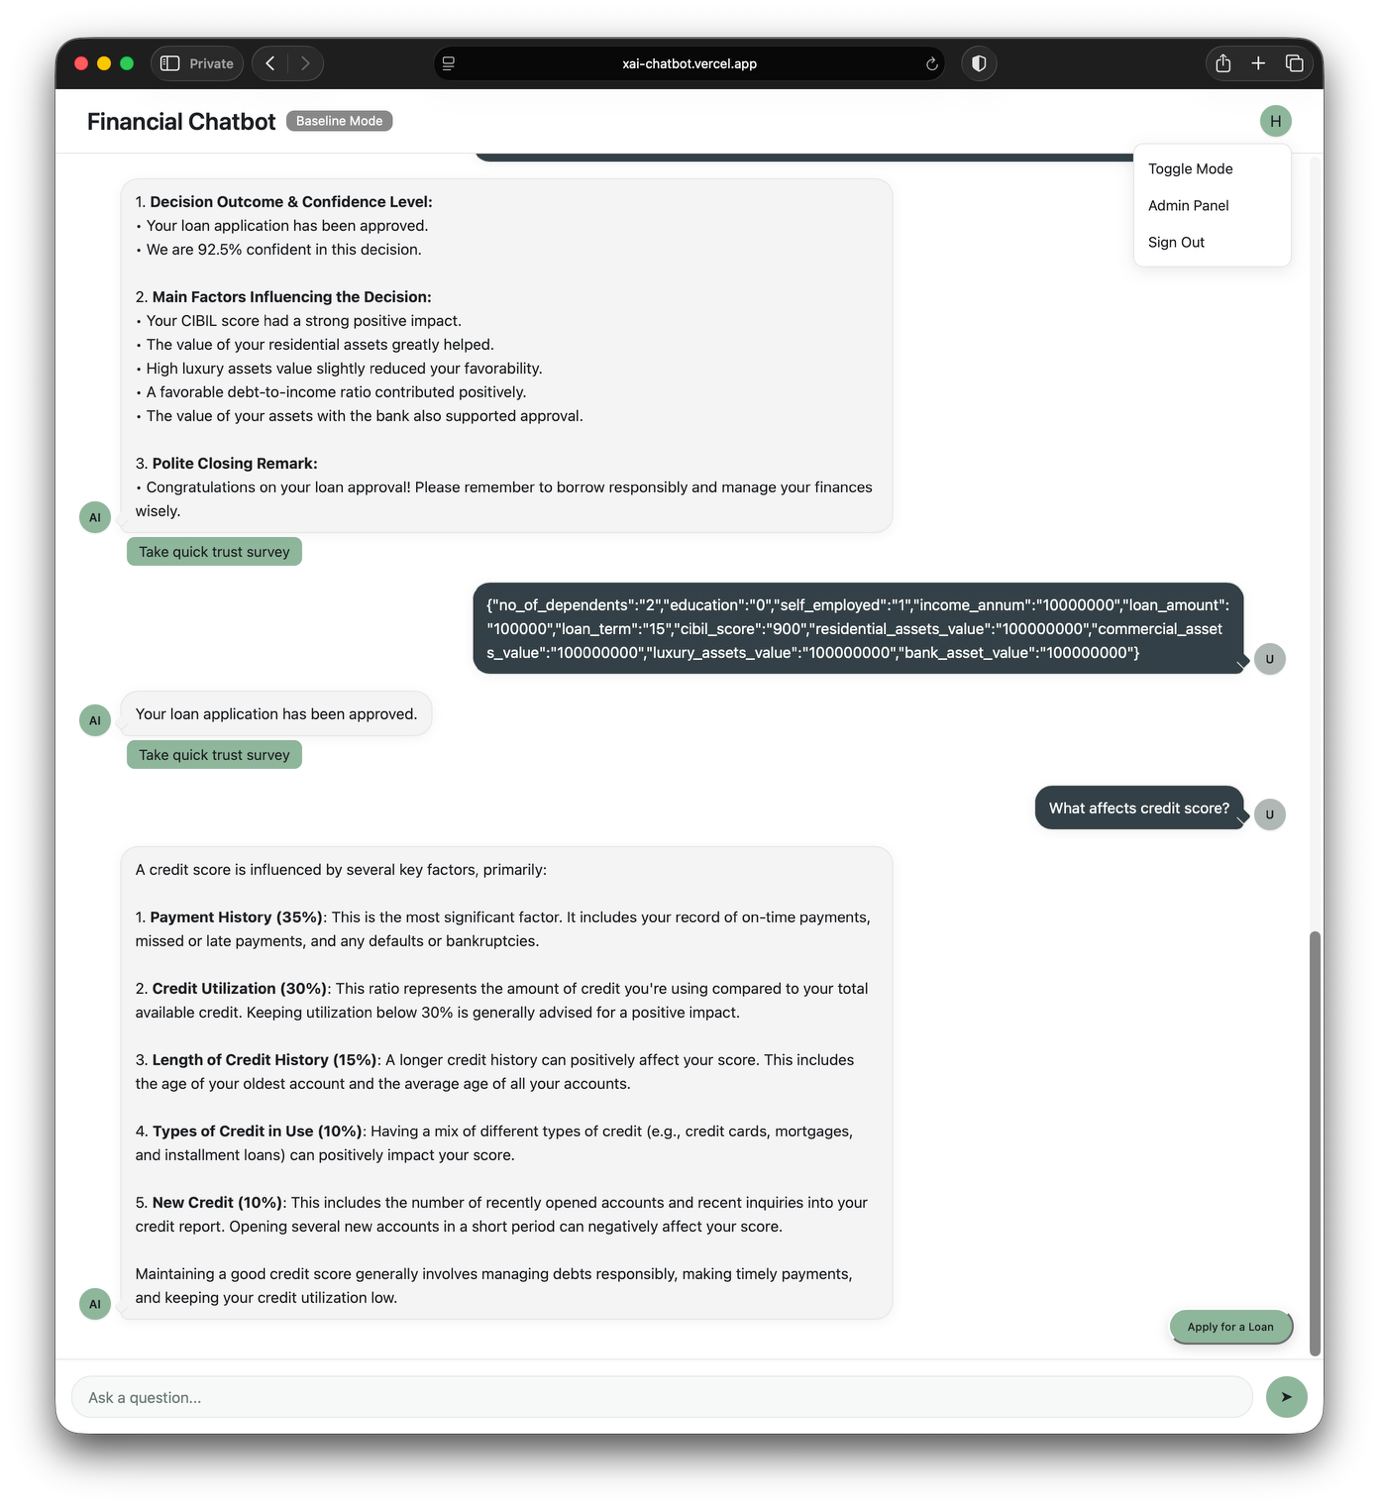 Private
xai-chatbot.vercel.app
Financial Chatbot
Baseline Mode
H
Toggle Mode
Admin Panel
Sign Out
1. Decision Outcome & Confidence Level:
• Your loan application has been approved.
• We are 92.5% confident in this decision.
2. Main Factors Influencing the Decision:
• Your CIBIL score had a strong positive impact.
• The value of your residential assets greatly helped.
• High luxury assets value slightly reduced your favorability.
• A favorable debt-to-income ratio contributed positively.
• The value of your assets with the bank also supported approval.
3. Polite Closing Remark:
• Congratulations on your loan approval! Please remember to borrow responsibly and manage your finances
wisely.
AI
Take quick trust survey
{"no_of_dependents":"2","education":"0","self_employed":"1","income_annum":"10000000","loan_amount":
"100000","loan_term":"15","cibil_score":"900","residential_assets_value":"100000000","commercial_asset
s_value":"100000000","luxury_assets_value":"100000000","bank_asset_value":"100000000"}
U
AI
Your loan application has been approved.
Take quick trust survey
What affects credit score?
U
A credit score is influenced by several key factors, primarily:
1. Payment History (35%): This is the most significant factor. It includes your record of on-time payments,
missed or late payments, and any defaults or bankruptcies.
2. Credit Utilization (30%): This ratio represents the amount of credit you're using compared to your total
available credit. Keeping utilization below 30% is generally advised for a positive impact.
3. Length of Credit History (15%): A longer credit history can positively affect your score. This includes
the age of your oldest account and the average age of all your accounts.
4. Types of Credit in Use (10%): Having a mix of different types of credit (e.g., credit cards, mortgages,
and installment loans) can positively impact your score.
5. New Credit (10%): This includes the number of recently opened accounts and recent inquiries into your
credit report. Opening several new accounts in a short period can negatively affect your score.
Maintaining a good credit score generally involves managing debts responsibly, making timely payments,
and keeping your credit utilization low.
AI
Apply for a Loan
Ask a question...